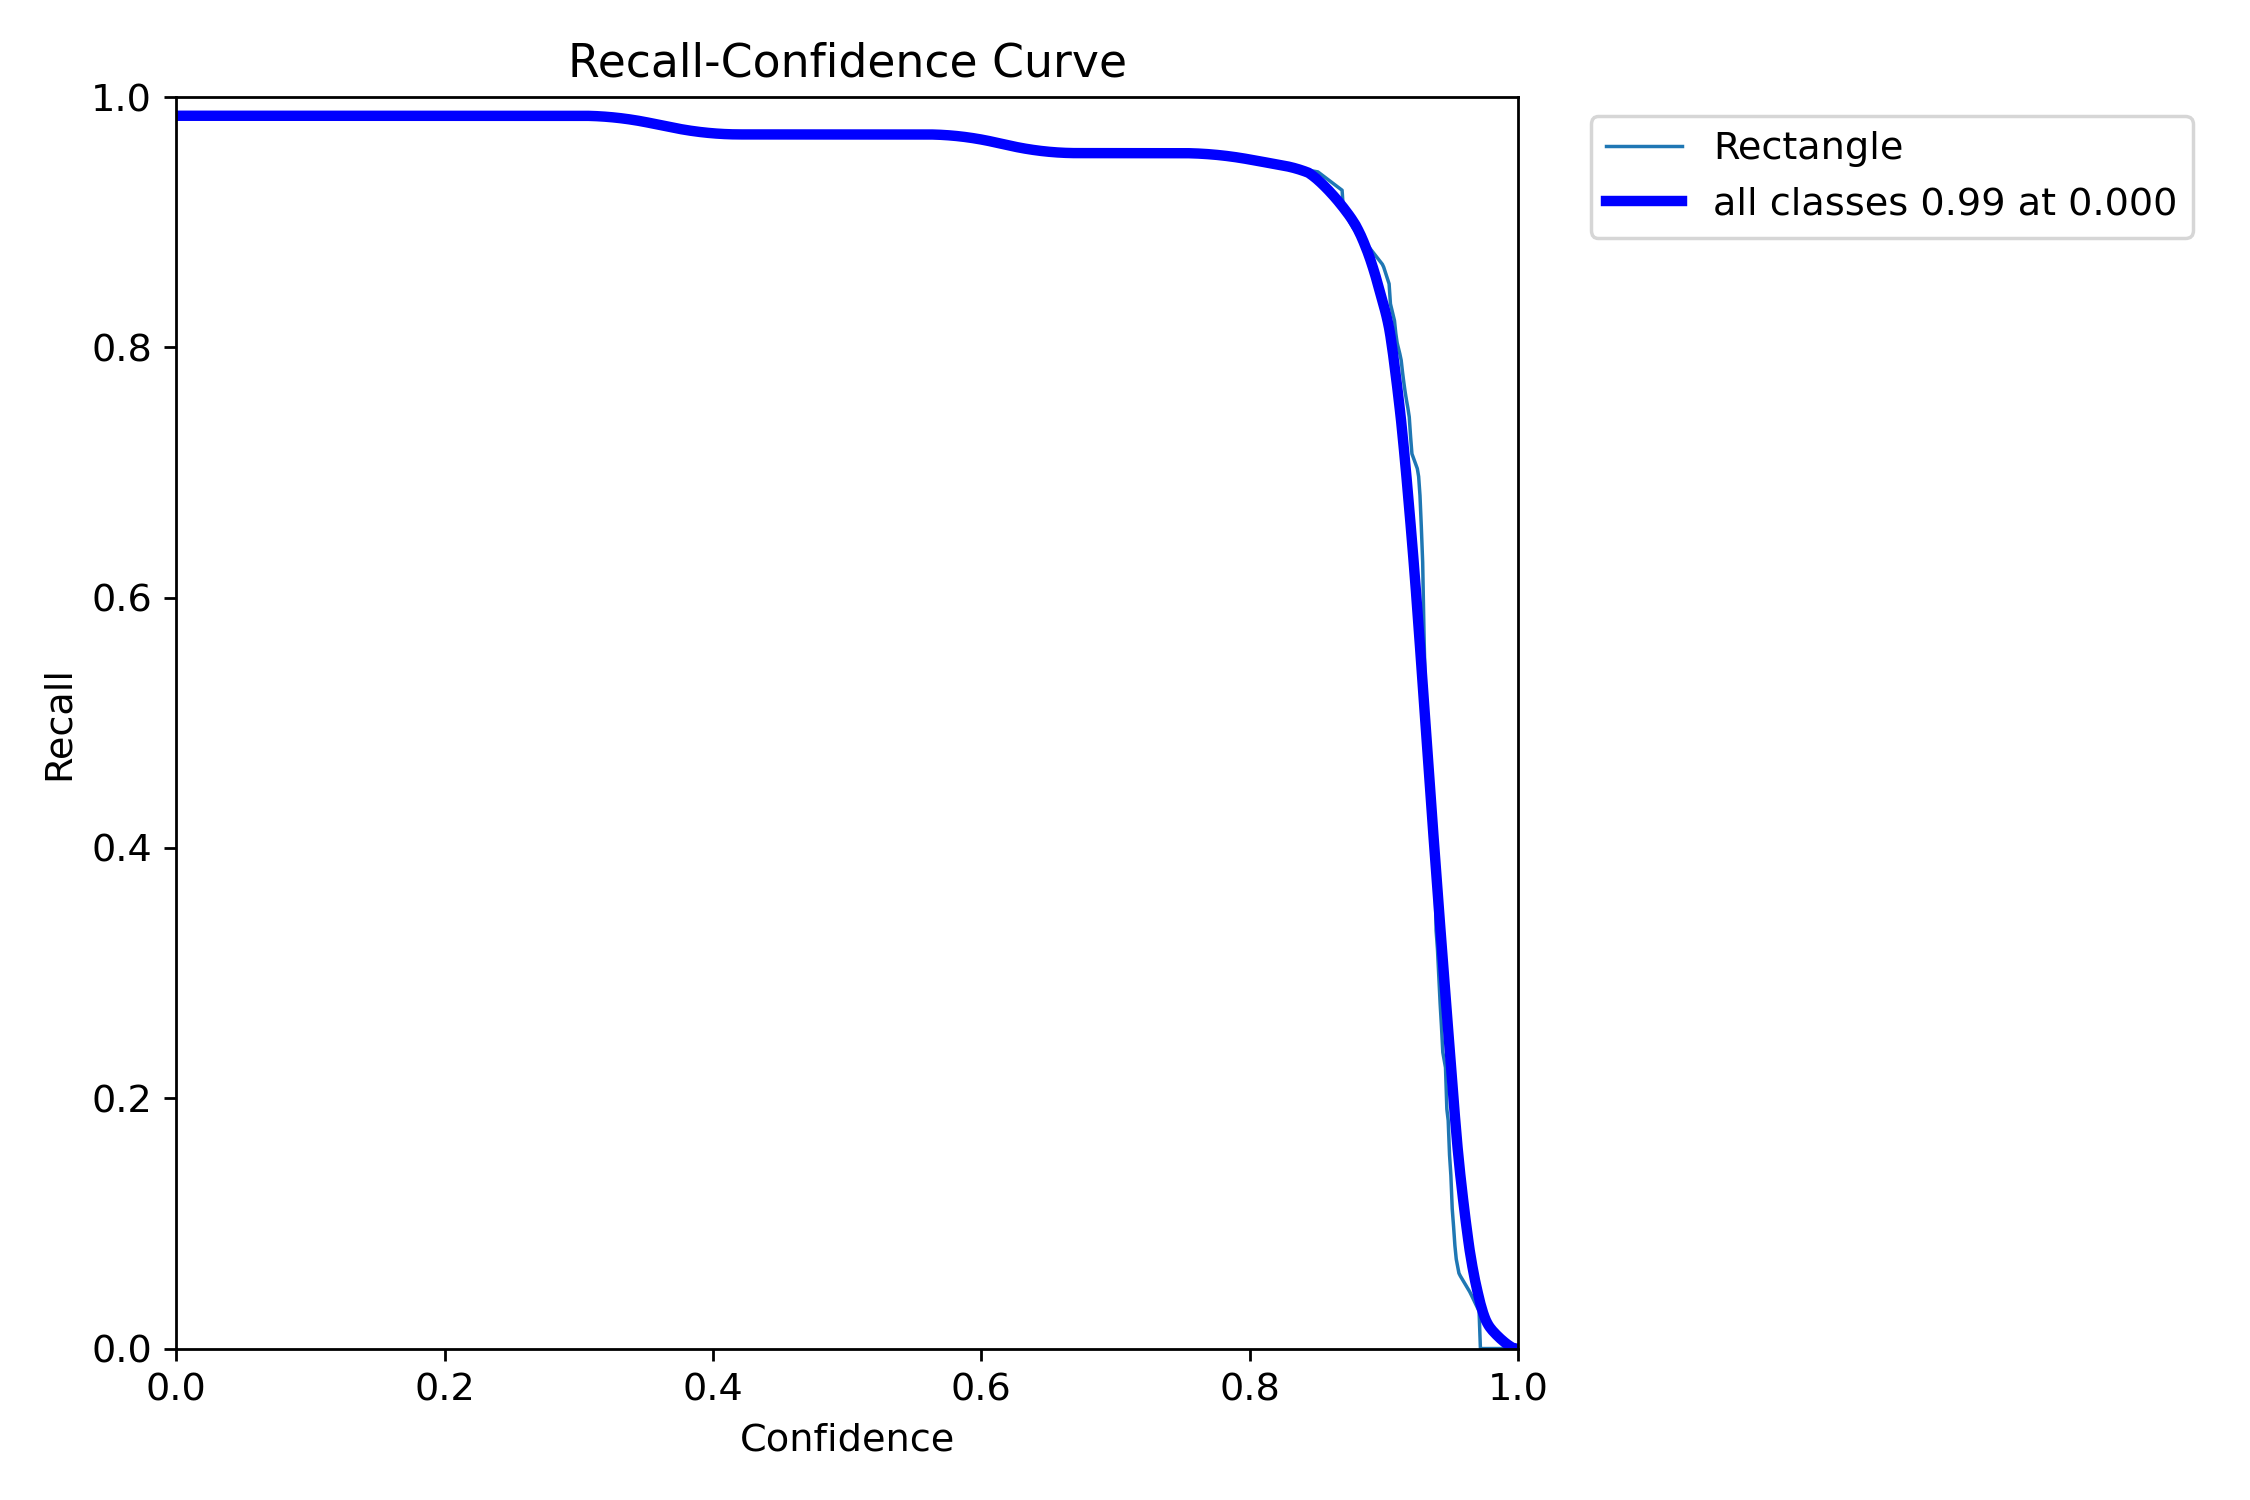 Recall-Confidence Curve
Rectangle
all classes 0.99 at 0.000
1.0
0.8
0.6
0.4
0.2
0.0
Recall
0.0 0.2 0.4 0.6 0.8 1.0
Confidence